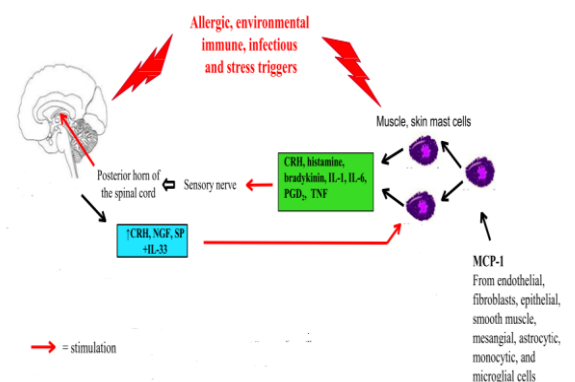 Allergic, environmental
immune, infectious
and stress triggers
Muscle, skin mast cells
CRH, histamine,
bradykinin, IL-1, IL-6,
PGD₂, TNF
Sensory nerve
Posterior horn of
the spinal cord
↑CRH, NGF, SP
+IL-33
MCP-1
From endothelial,
fibroblasts, epithelial,
smooth muscle,
mesangial, astrocytic,
monocytic, and
microglial cells
= stimulation